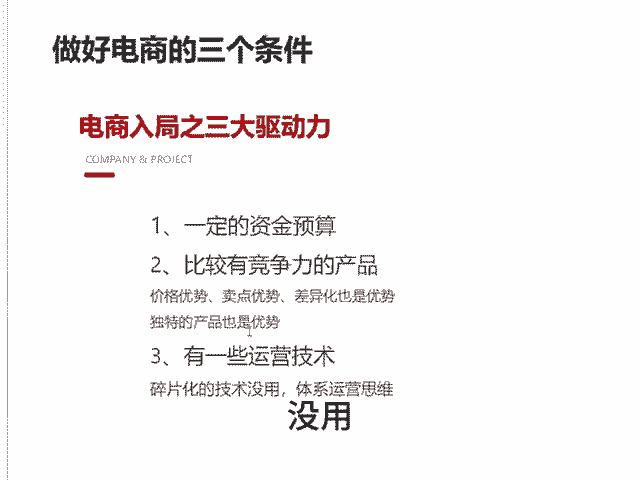 做好电商的三个条件
电商入局之三大驱动力
COMPANY & PROJECT
1、一定的资金预算
2、比较有竞争力的产品
价格优势、卖点优势、差异化也是优势
独特的产品也是优势
3、有一些运营技术
碎片化的技术没用，体系运营思维
没用